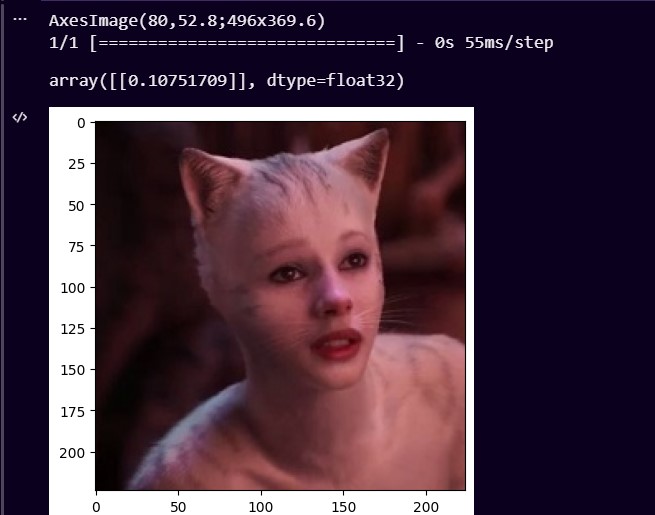 ...
AxesImage(80,52.8;496x369.6)
1/1 [==============================] - 0s 55ms/step
array([[0.10751709]], dtype=float32)
</>
0
25
50
75
100
125
150
175
200
0 50 100 150 200